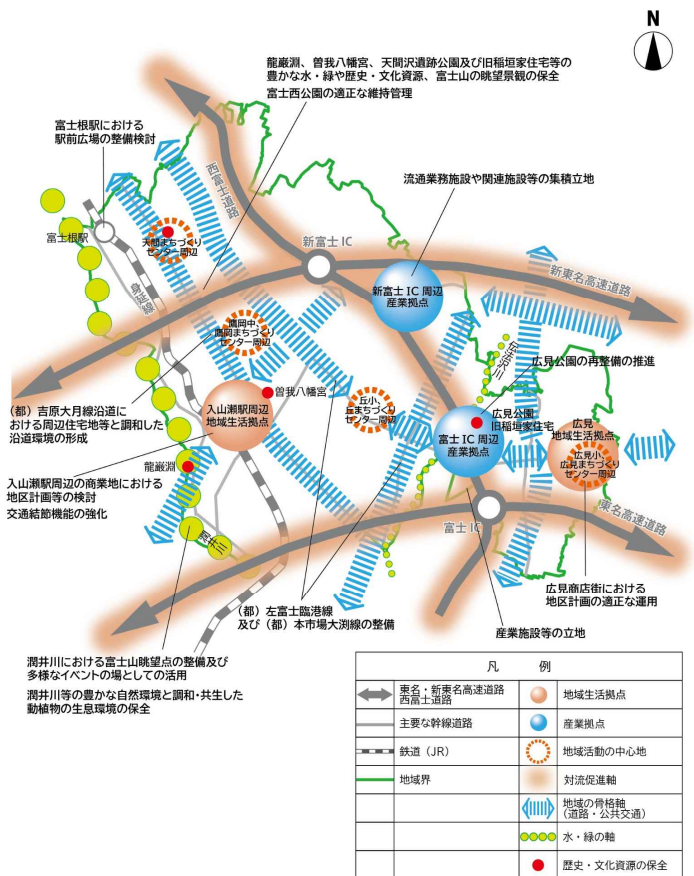 N
龍巌淵、曽我八幡宮、天間沢遺跡公園及び旧稲垣家住宅等の
豊かな水・緑や歴史・文化資源、富士山の眺望景観の保全
富士西公園の適正な維持管理
富士根駅における
駅前広場の整備検討
西富士道路
流通業務施設や関連施設等の集積立地
富士根駅
天間まちづくり
センター周辺
新富士 IC
身延線
新富士 IC 周辺
産業拠点
新東名高速道路
鷹岡中、
鷹岡まちづくり
センター周辺
伝法沢川
広見公園の再整備の推進
曽我八幡宮
丘小、
丘まちづくり
センター周辺
(都)吉原大月線沿道に
おける周辺住宅地等と調和した
沿道環境の形成
入山瀬駅周辺
地域生活拠点
広見公園
旧稲垣家住宅
富士 IC 周辺
産業拠点
広見
地域生活拠点
広見小、
広見まちづくり
センター周辺
龍巌淵
入山瀬駅周辺の商業地における
地区計画等の検討
交通結節機能の強化
潤井川
富士 IC
東名高速道路
(都)左富士臨港線
及び(都)本市場大渕線の整備
広見商店街における
地区計画の適正な運用
産業施設等の立地
潤井川における富士山眺望点の整備及び
多様なイベントの場としての活用
潤井川等の豊かな自然環境と調和・共生した
動植物の生息環境の保全
凡 例
東名・新東名高速道路
西富士道路
地域生活拠点
主要な幹線道路
産業拠点
鉄道(JR)
地域活動の中心地
地域界
対流促進軸
地域の骨格軸
(道路・公共交通)
水・緑の軸
歴史・文化資源の保全